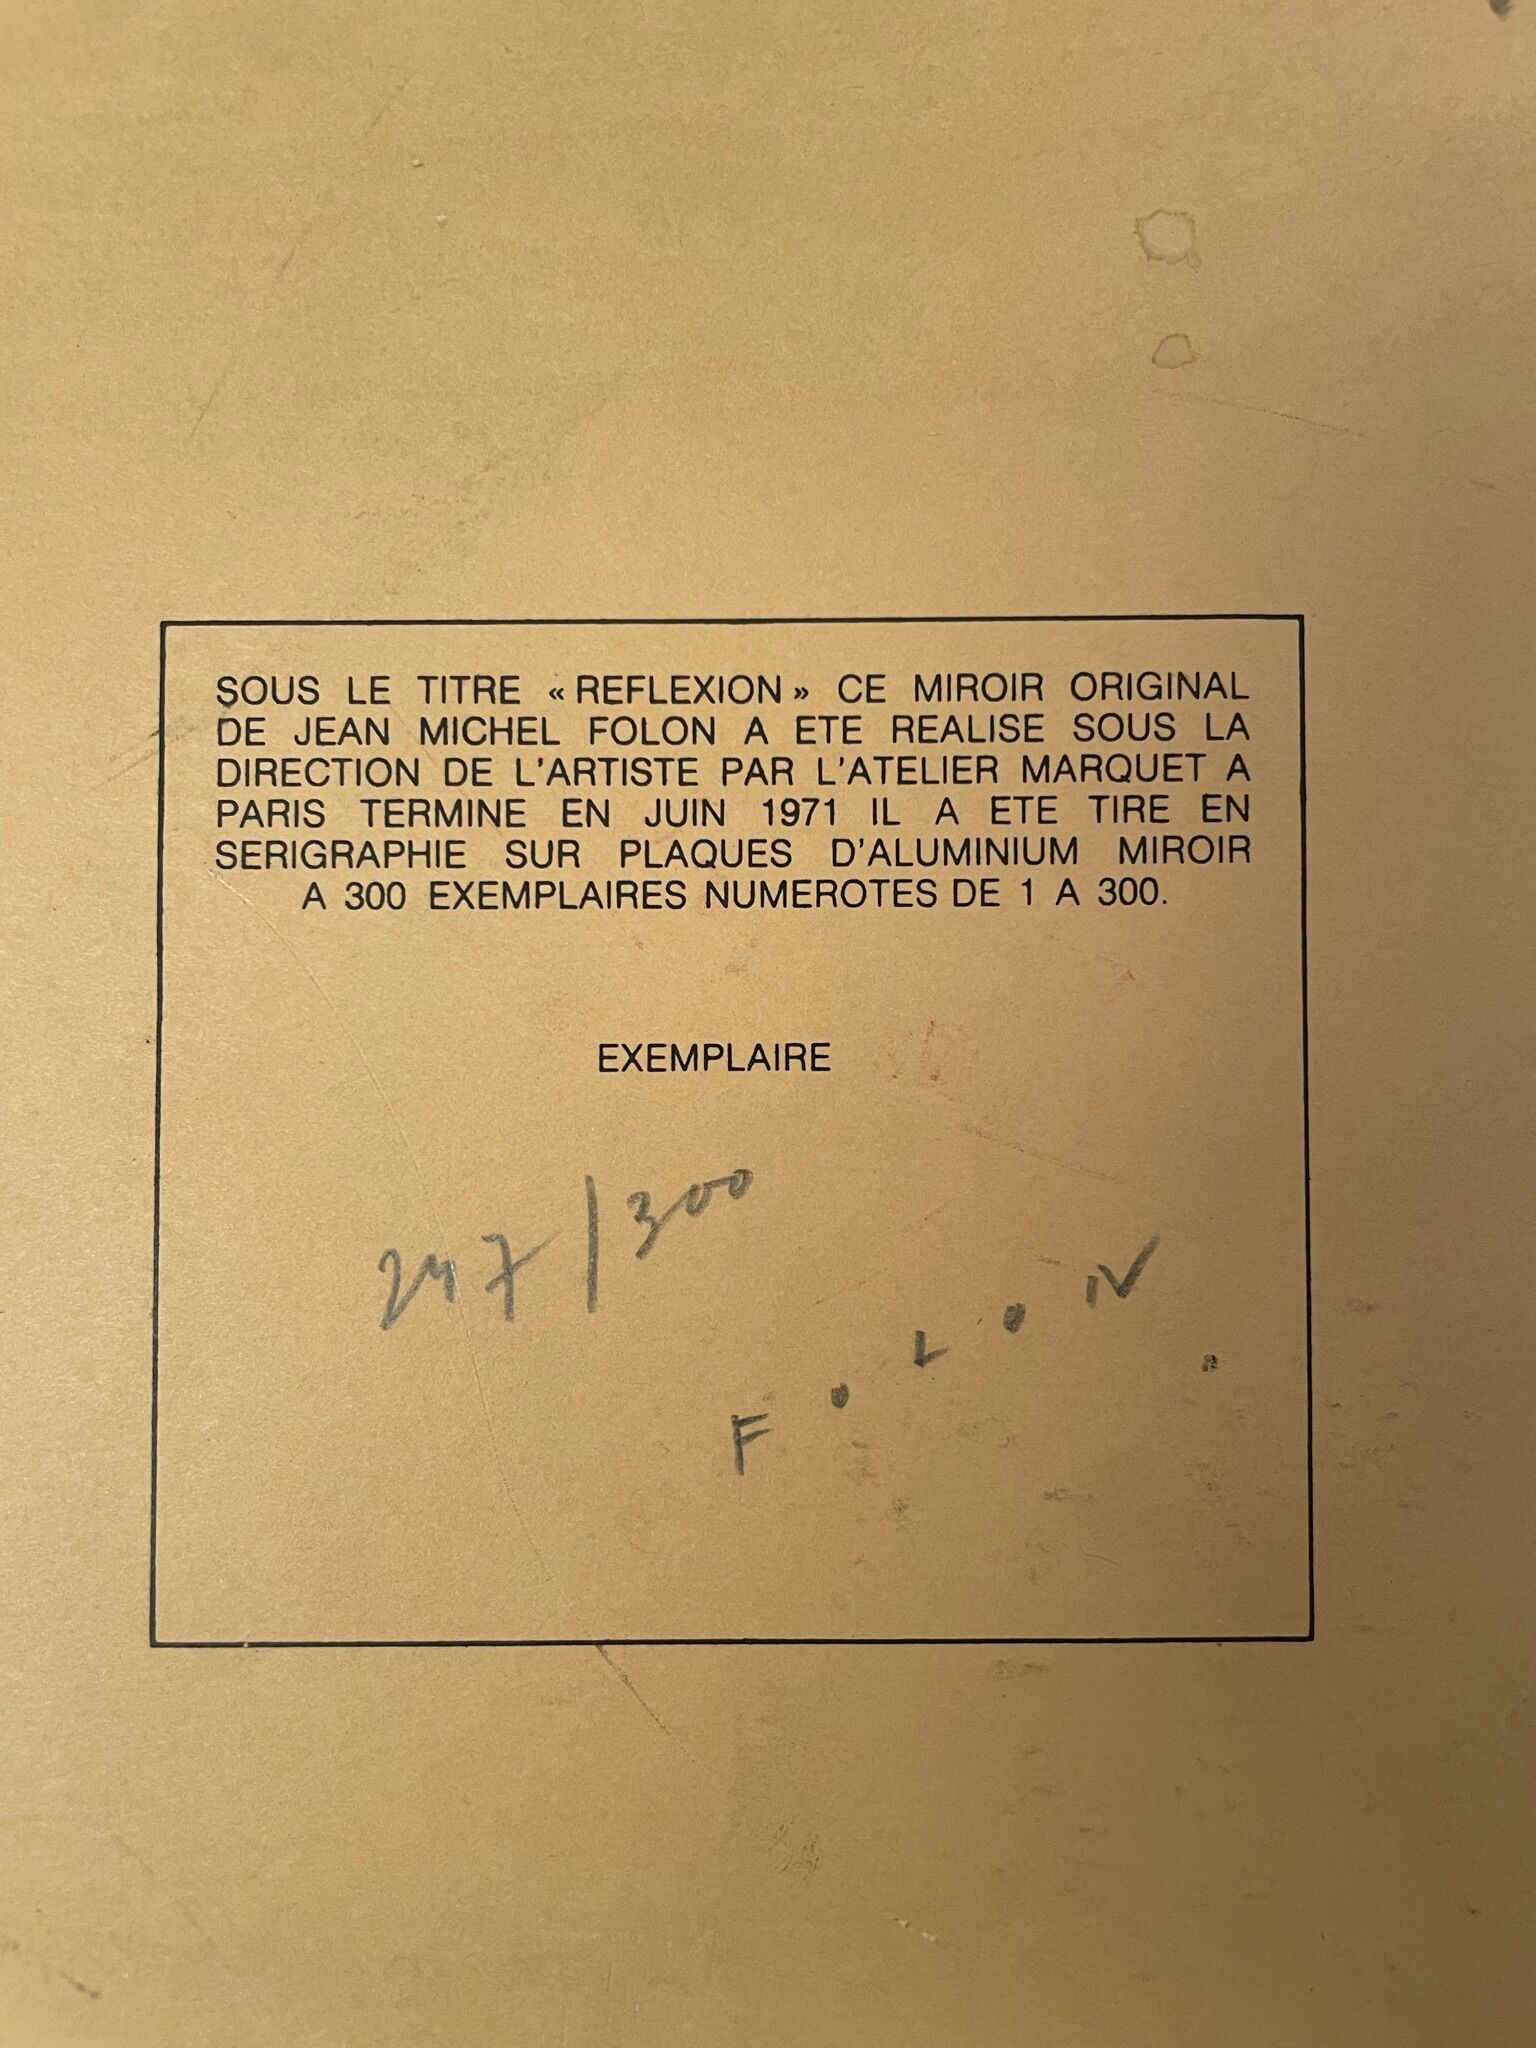 SOUS LE TITRE « REFLEXION » CE MIROIR ORIGINAL
DE JEAN MICHEL FOLON A ETE REALISE SOUS LA
DIRECTION DE L'ARTISTE PAR L'ATELIER MARQUET A
PARIS TERMINE EN JUIN 1971 IL A ETE TIRE EN
SERIGRAPHIE SUR PLAQUES D'ALUMINIUM MIROIR
A 300 EXEMPLAIRES NUMEROTES DE 1 A 300.
EXEMPLAIRE
247/300
F • L • N